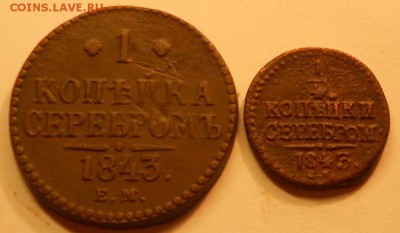 COINS.LAVE.RU
1
КОПѢЙКА
СЕРЕБРОМЪ
1843.
Е.М.
КОПѢЙКИ
СЕРЕБРОМ
1843.